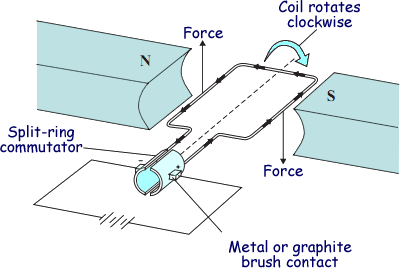 Coil rotates
clockwise
Force
N
S
Split-ring
commutator
-
+
Force
Metal or graphite
brush contact